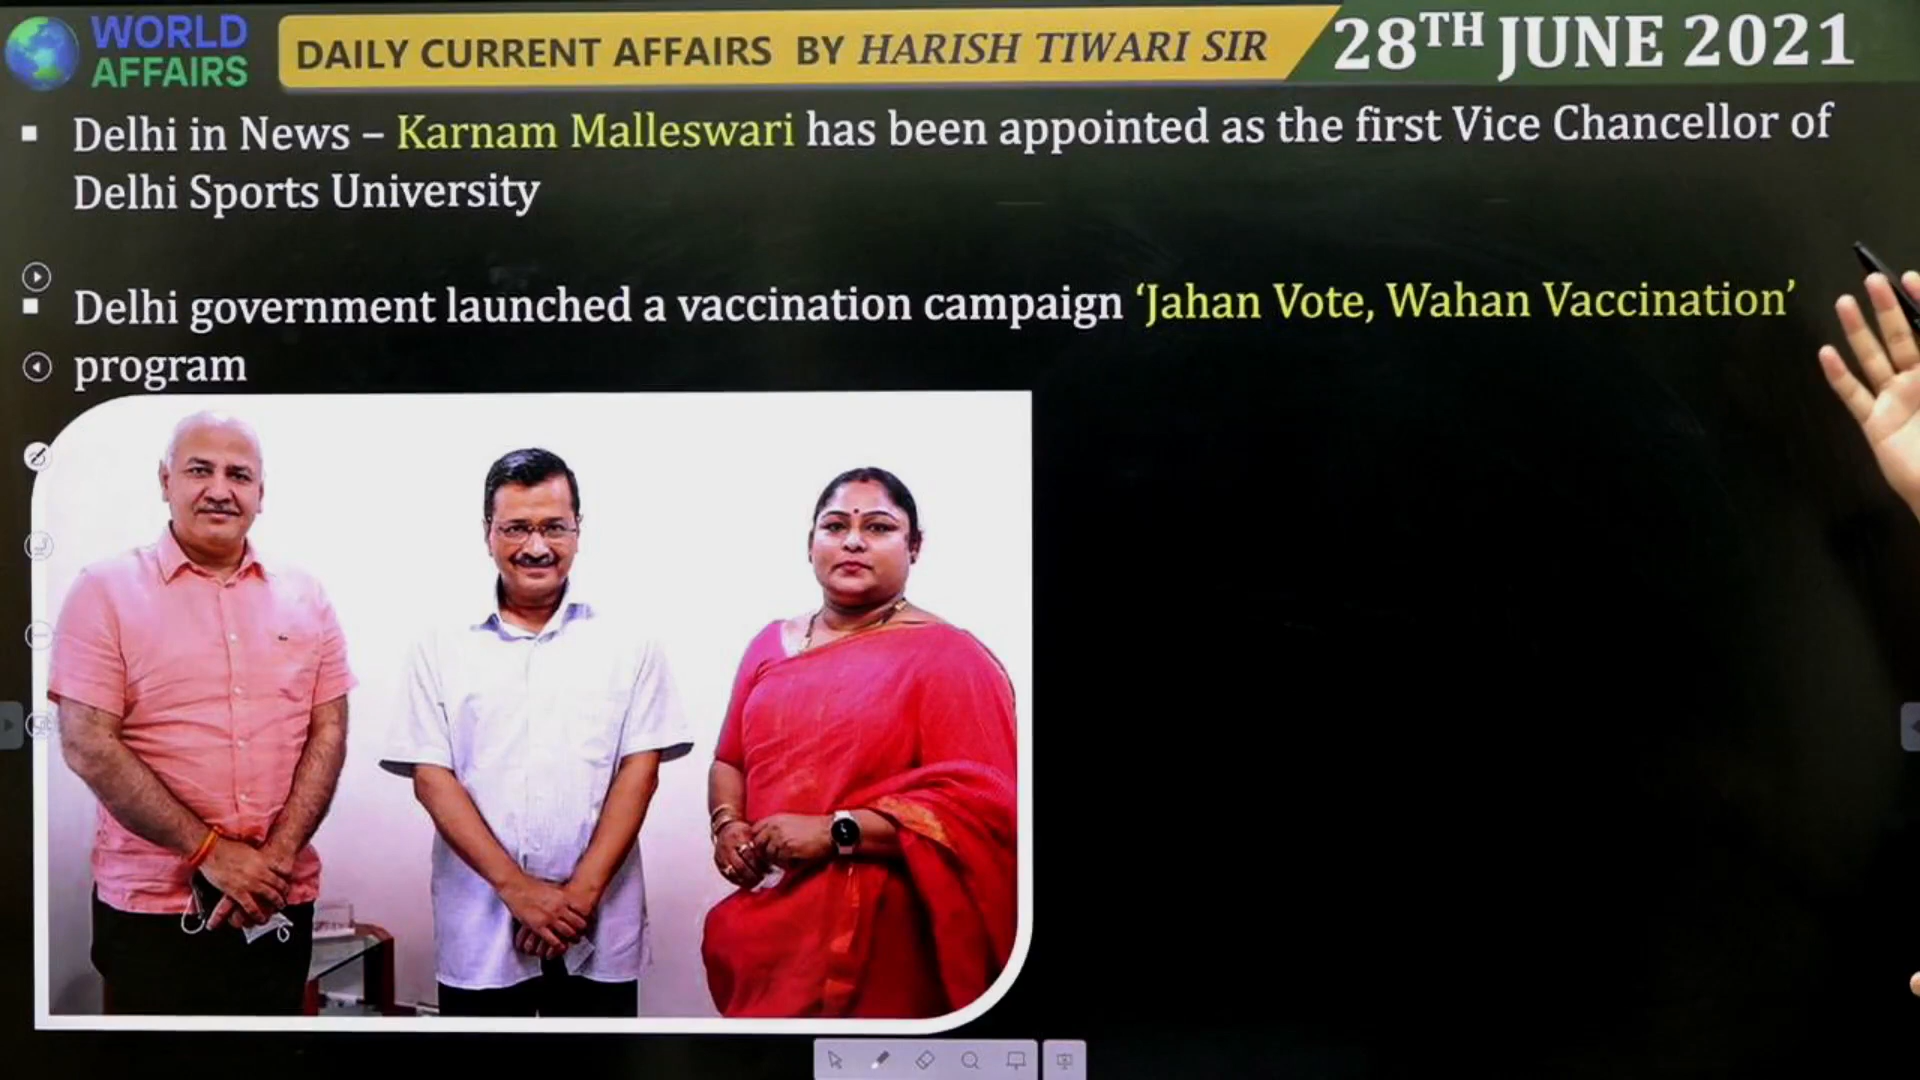 WORLD
AFFAIRS
DAILY CURRENT AFFAIRS BY HARISH TIWARI SIR
28TH JUNE 2021
Delhi in News – Karnam Malleswari has been appointed as the first Vice Chancellor of
Delhi Sports University
Delhi government launched a vaccination campaign ‘Jahan Vote, Wahan Vaccination’
program